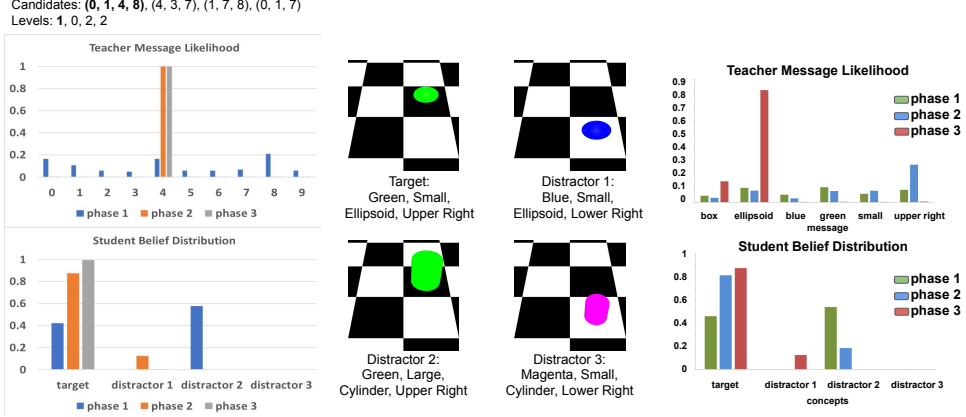 Candidates: (0, 1, 4, 8), (4, 3, 7), (1, 7, 8), (0, 1, 7)
Levels: 1, 0, 2, 2
Teacher Message Likelihood
1
0.8
0.6
0.4
0.2
0
0 1 2 3 4 5 6 7 8 9
phase 1 phase 2 phase 3
Student Belief Distribution
1
0.8
0.6
0.4
0.2
0
target distractor 1 distractor 2 distractor 3
phase 1 phase 2 phase 3
Target:
Green, Small,
Ellipsoid, Upper Right
Distractor 1:
Blue, Small,
Ellipsoid, Lower Right
Distractor 2:
Green, Large,
Cylinder, Upper Right
Distractor 3:
Magenta, Small,
Cylinder, Lower Right
Teacher Message Likelihood
0.9
0.8
0.7
0.6
0.5
0.4
0.3
0.2
0.1
0
phase 1
phase 2
phase 3
box ellipsoid blue green small upper right
message
Student Belief Distribution
1
0.8
0.6
0.4
0.2
0
phase 1
phase 2
phase 3
target distractor 1 distractor 2 distractor 3
concepts